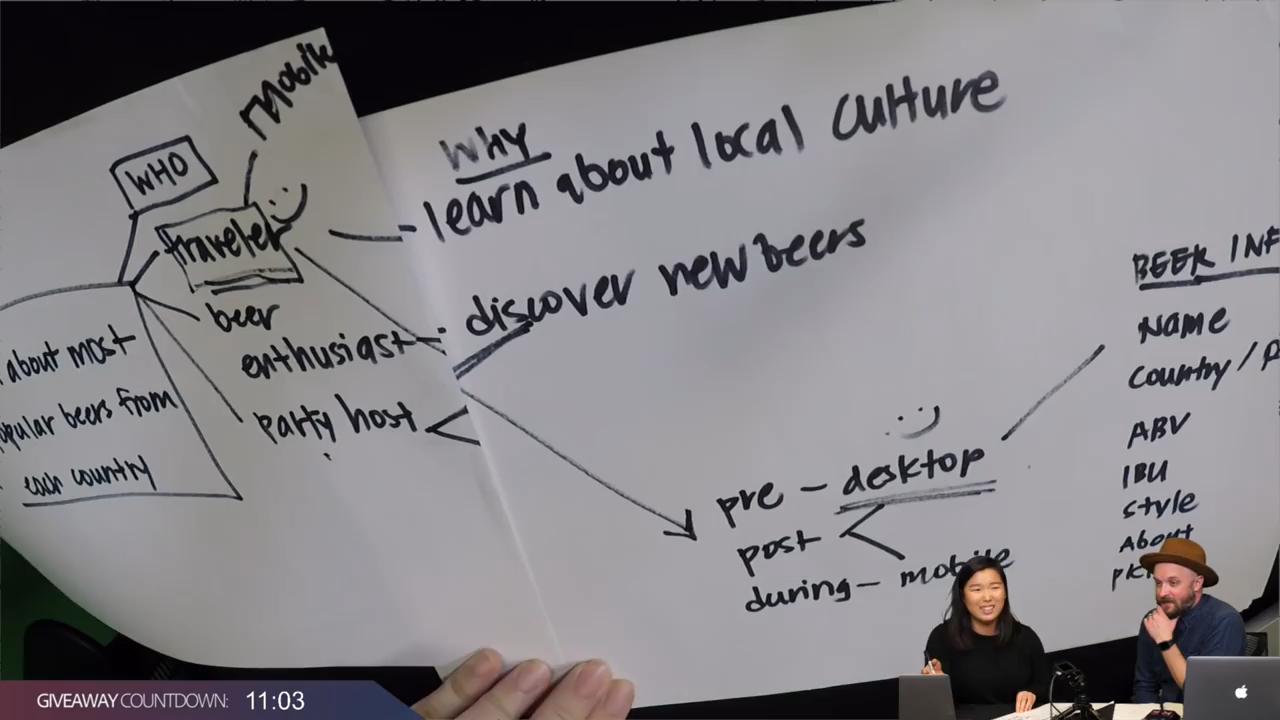 WHO
mobile
traveler
beer
enthusiast
party host
about most
popular beers from
each country
why
learn about local culture
discover new beers
pre - desktop
post
during - mobile
BEER INF
Name
Country /
ABV
IBU
Style
About
GIVEAWAY COUNTDOWN: 11:03